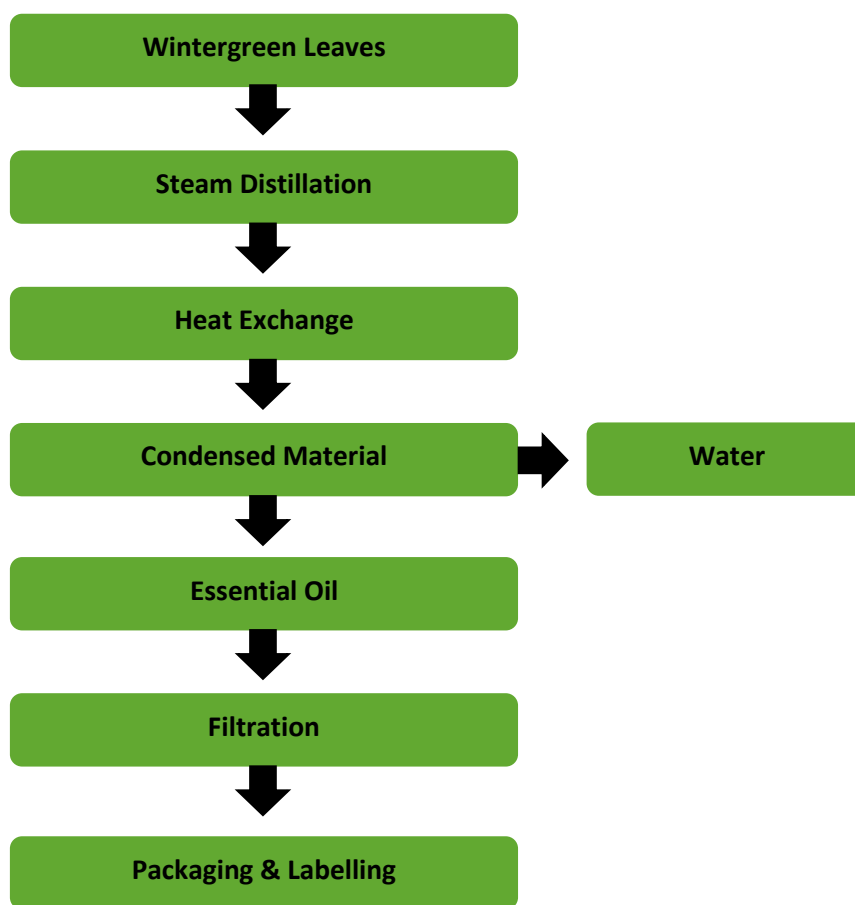 Wintergreen Leaves
Steam Distillation
Heat Exchange
Condensed Material
Water
Essential Oil
Filtration
Packaging & Labelling